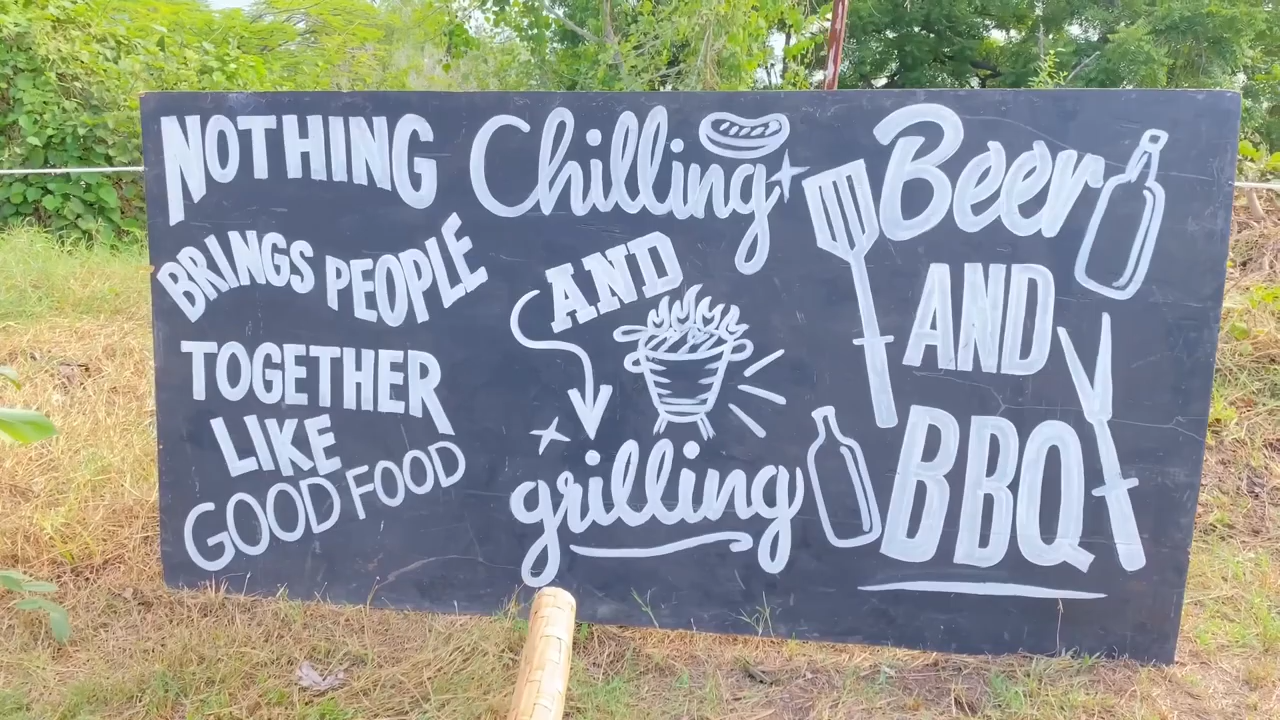 NOTHING
BRINGS PEOPLE
TOGETHER
LIKE
GOOD FOOD
Chilling
AND
grilling
Beer
AND
BBQ